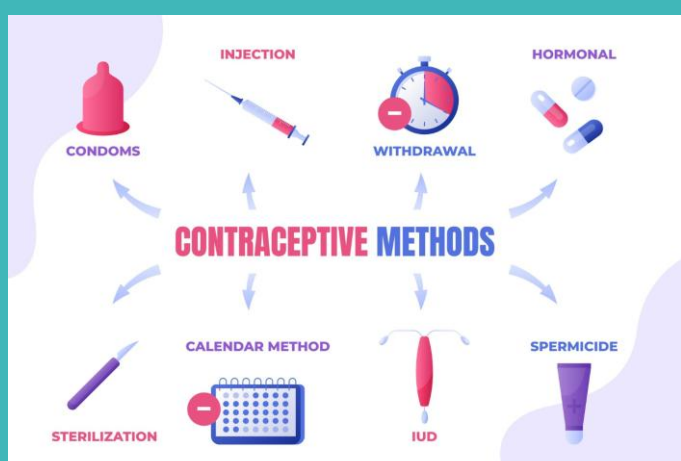 INJECTION
HORMONAL
CONDOMS
WITHDRAWAL
CONTRACEPTIVE METHODS
CALENDAR METHOD
SPERMICIDE
STERILIZATION
IUD